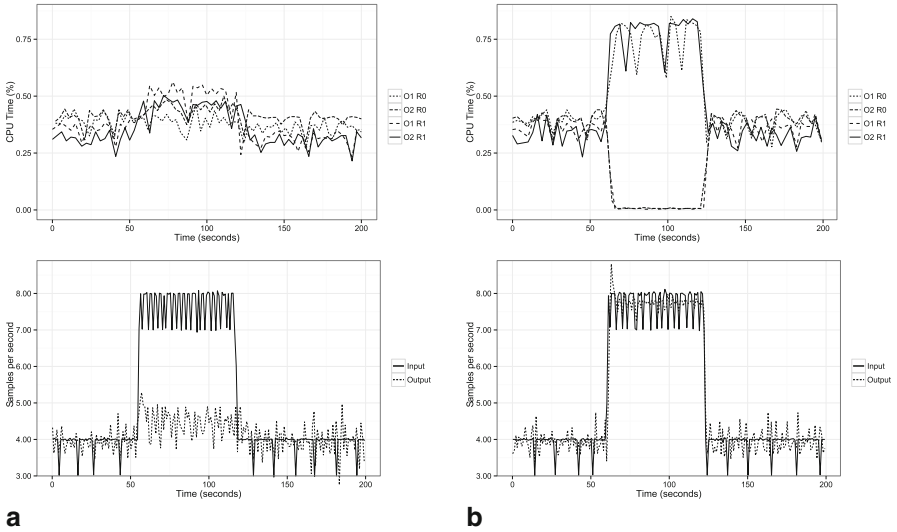 0.75
0.50
0.25
0.00
CPU Time (%)
0
50
100
150
200
Time (seconds)
O1 R0
O2 R0
O1 R1
O2 R1
8.00
7.00
6.00
5.00
4.00
3.00
Samples per second
0
50
100
150
200
Time (seconds)
Input
Output
a
0.75
0.50
0.25
0.00
CPU Time (%)
0
50
100
150
200
Time (seconds)
O1 R0
O2 R0
O1 R1
O2 R1
8.00
7.00
6.00
5.00
4.00
3.00
Samples per second
0
50
100
150
200
Time (seconds)
Input
Output
b